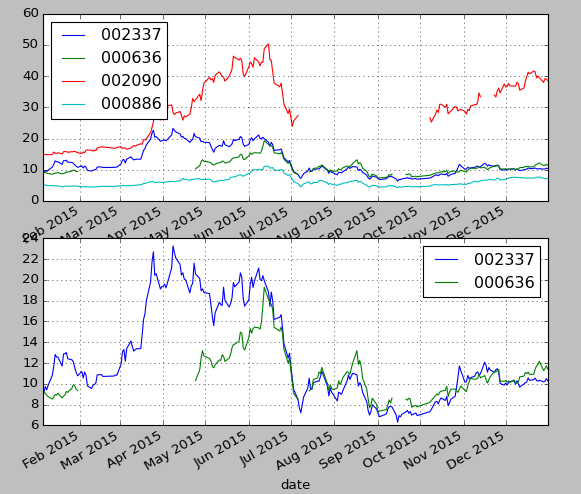 60
50
40
30
20
10
0
002337
000636
002090
000886
Feb 2015
Mar 2015
Apr 2015
May 2015
Jun 2015
Jul 2015
Aug 2015
Sep 2015
Oct 2015
Nov 2015
Dec 2015
24
22
20
18
16
14
12
10
8
6
002337
000636
Feb 2015
Mar 2015
Apr 2015
May 2015
Jun 2015
Jul 2015
Aug 2015
Sep 2015
Oct 2015
Nov 2015
Dec 2015
date